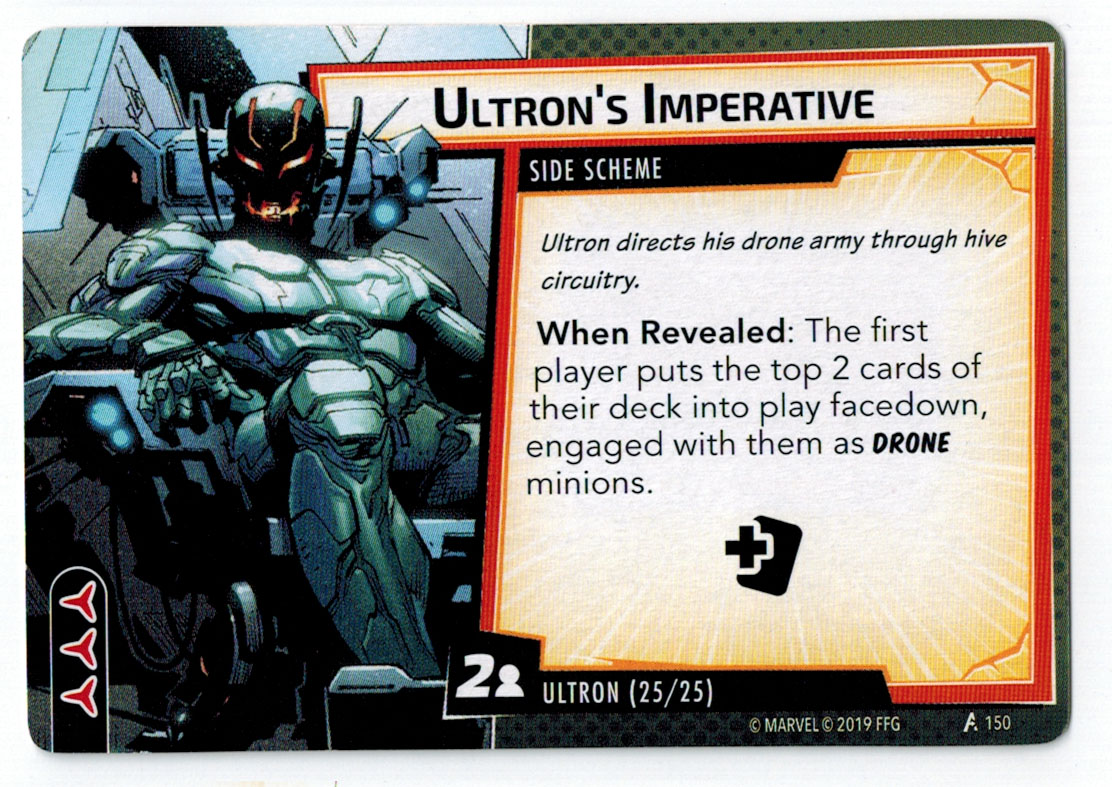 ULTRON'S IMPERATIVE
SIDE SCHEME
Ultron directs his drone army through hive
circuitry.
When Revealed: The first
player puts the top 2 cards of
their deck into play facedown,
engaged with them as DRONE
minions.
2
ULTRON (25/25)
© MARVEL © 2019 FFG
150